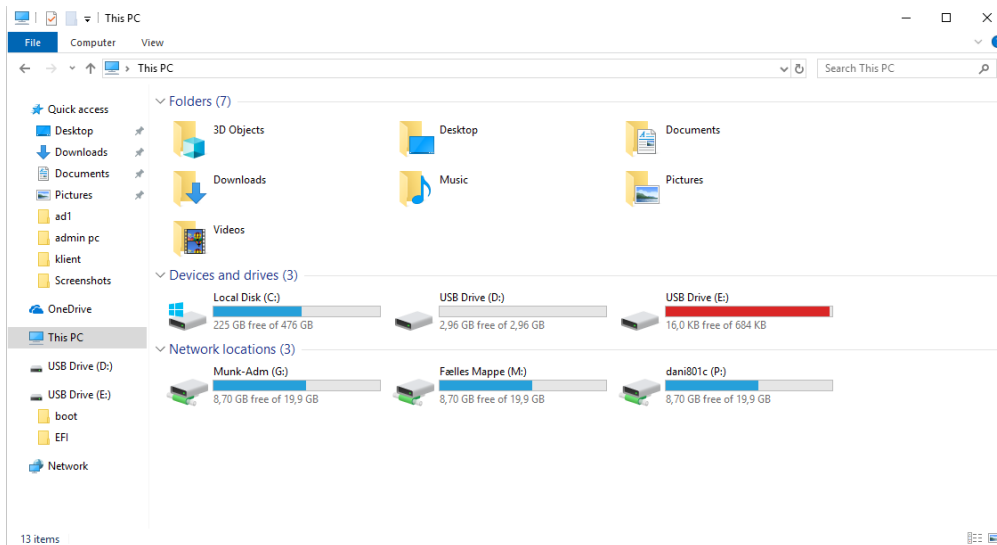 This PC
File Computer View
This PC
Search This PC
Quick access
Desktop
Downloads
Documents
Pictures
ad1
admin pc
klient
Screenshots
OneDrive
This PC
USB Drive (D:)
USB Drive (E:)
boot
EFI
Network
Folders (7)
3D Objects
Desktop
Documents
Downloads
Music
Pictures
Videos
Devices and drives (3)
Local Disk (C:)
225 GB free of 476 GB
USB Drive (D:)
2,96 GB free of 2,96 GB
USB Drive (E:)
16,0 KB free of 684 KB
Network locations (3)
Munk-Adm (G:)
8,70 GB free of 19,9 GB
Fælles Mappe (M:)
8,70 GB free of 19,9 GB
dani801c (P:)
8,70 GB free of 19,9 GB
13 items